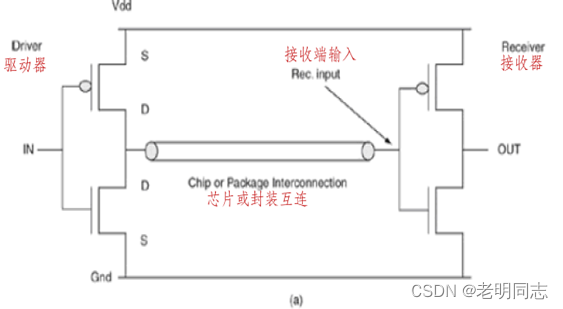 Vdd
Driver
驱动器
S
接收端输入
Rec. input
Receiver
接收器
D
IN
OUT
Chip or Package Interconnection
芯片或封装互连
D
S
Gnd
(a)
CSDN @老明同志